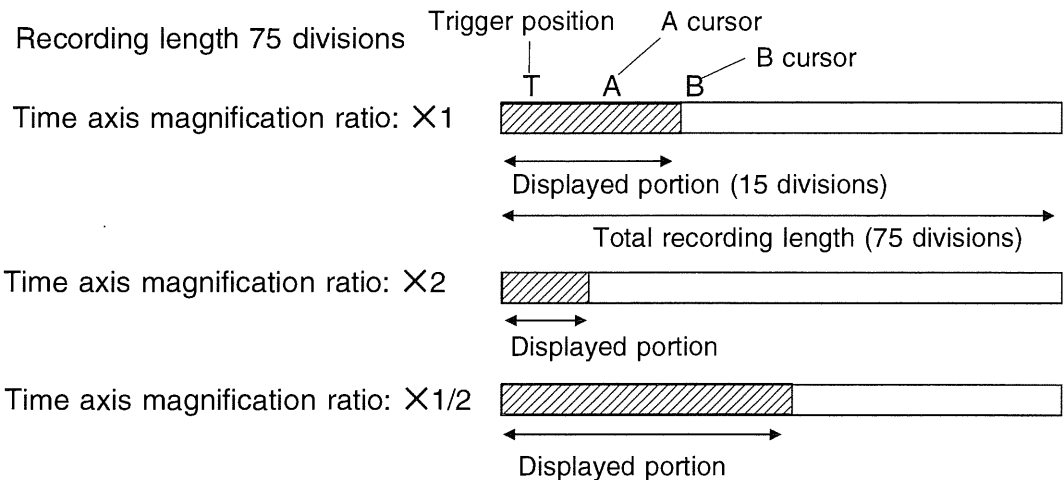 Trigger position
A cursor
Recording length 75 divisions
B cursor
T A B
Time axis magnification ratio: ×1
Displayed portion (15 divisions)
Total recording length (75 divisions)
Time axis magnification ratio: ×2
Displayed portion
Time axis magnification ratio: ×1/2
Displayed portion